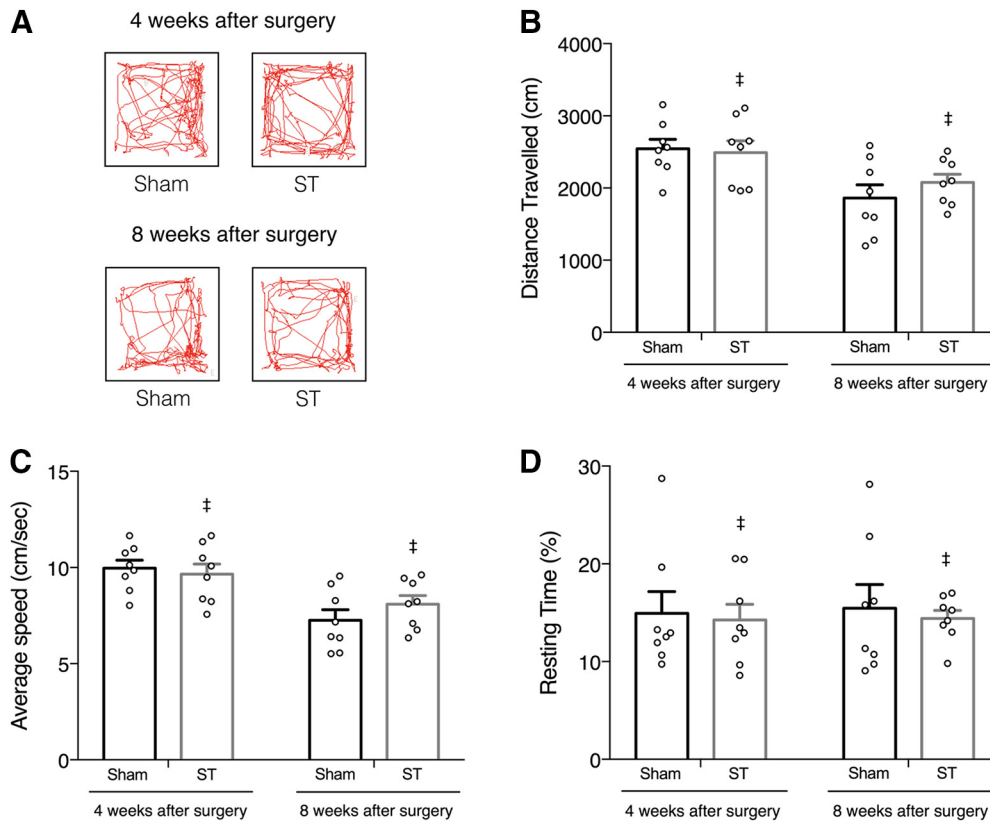 A
4 weeks after surgery
Sham ST
8 weeks after surgery
Sham ST
B
Distance Travelled (cm)
4000
3000
2000
1000
0
‡ ‡
Sham ST Sham ST
4 weeks after surgery 8 weeks after surgery
C
Average speed (cm/sec)
15
10
5
0
‡ ‡
Sham ST Sham ST
4 weeks after surgery 8 weeks after surgery
D
Resting Time (%)
30
20
10
0
‡ ‡
Sham ST Sham ST
4 weeks after surgery 8 weeks after surgery